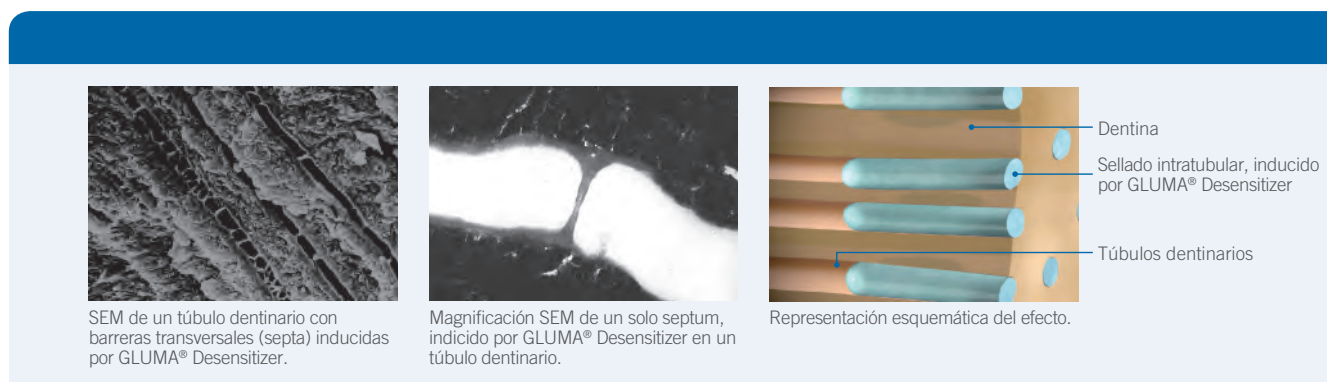 SEM de un túbulo dentinario con
barreras transversales (septa) inducidas
por GLUMA® Desensitizer.
Magnificación SEM de un solo septum,
indicido por GLUMA® Desensitizer en un
túbulo dentinario.
Representación esquemática del efecto.
Dentina
Sellado intratubular, inducido
por GLUMA® Desensitizer
Túbulos dentinarios